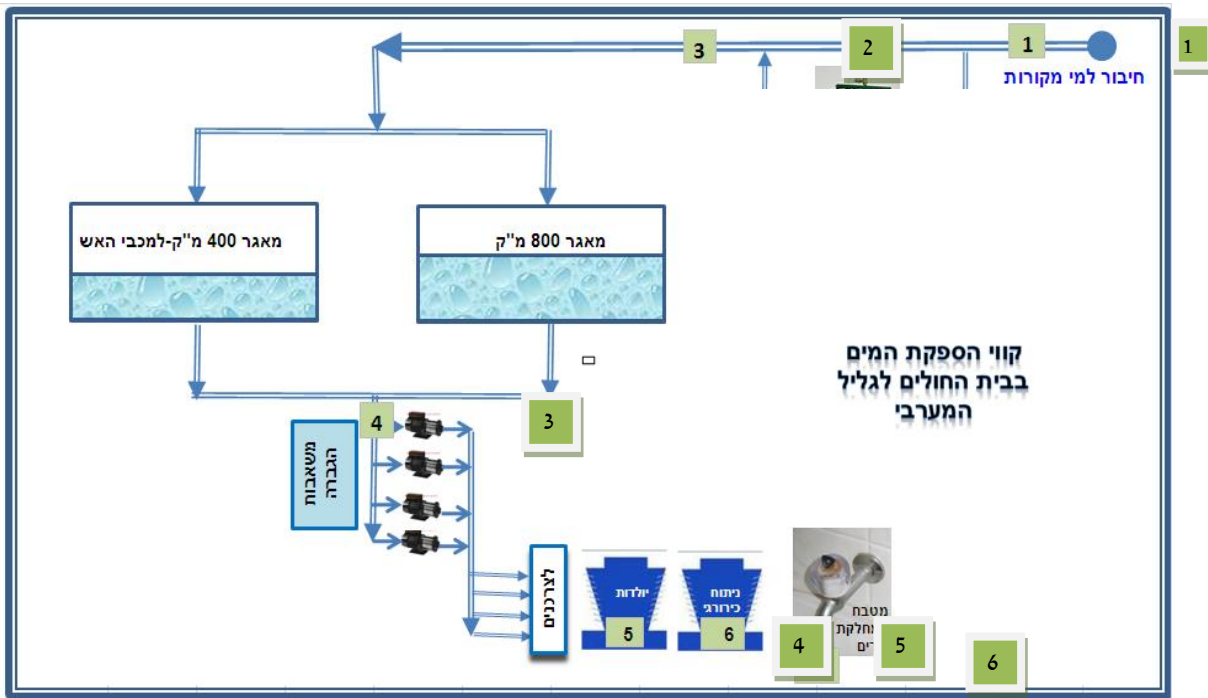 3
2
1
1
חיבור למי מקורות
מאגר 400 מ"ק-למכבי האש
מאגר 800 מ"ק
קווי הספקת המים
בבית החולים לגליל
המערבי
4
3
משאבות
הגברה
לצרכנים
יולדות
5
ניתוח
כירורגי
6
מטבח
4
5
6